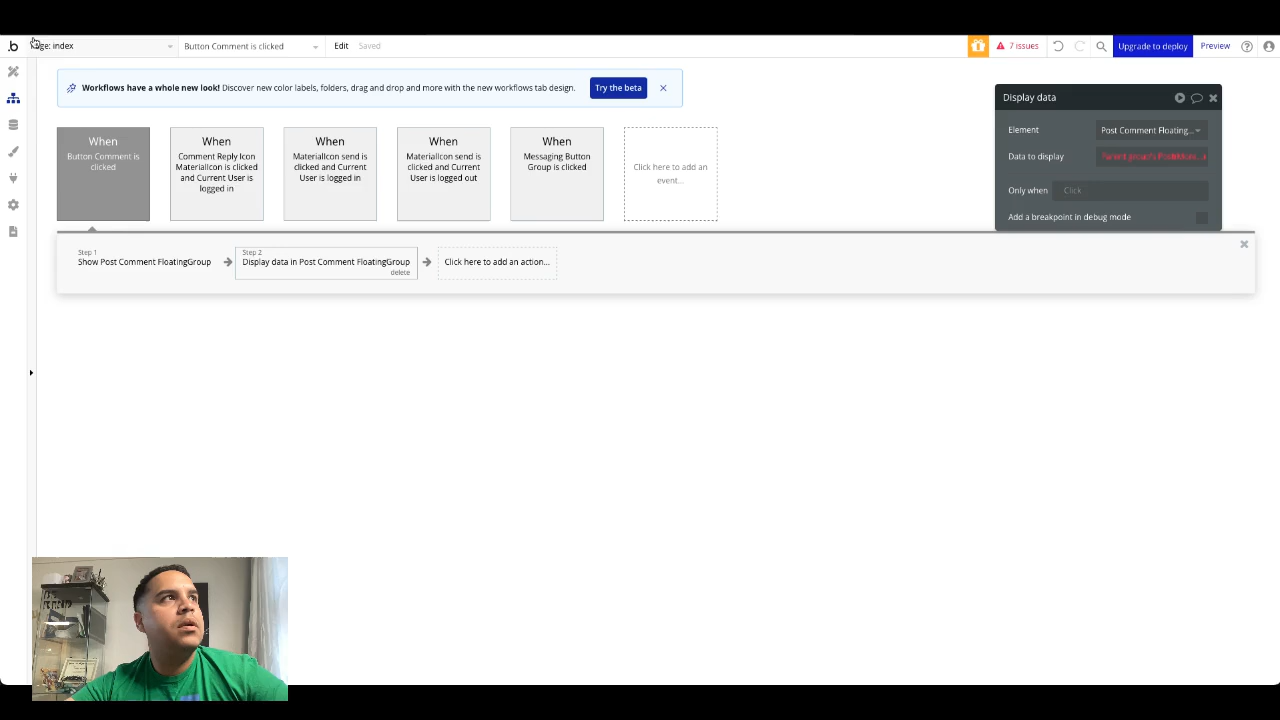 Page: index
Button Comment is clicked
Edit
Saved
7 issues
Upgrade to deploy
Preview
Workflows have a whole new look! Discover new color labels, folders, drag and drop and more with the new workflows tab design.
Try the beta
When
Button Comment is
clicked
When
Comment Reply Icon
MaterialIcon is clicked
and Current User is
logged in
When
MaterialIcon send is
clicked and Current
User is logged in
When
MaterialIcon send is
clicked and Current
User is logged out
When
Messaging Button
Group is clicked
Click here to add an
event...
Display data
Element
Post Comment Floating...
Data to display
Parent group's Post
More...
Only when
Click
Add a breakpoint in debug mode
Step 1
Show Post Comment FloatingGroup
Step 2
Display data in Post Comment FloatingGroup
delete
Click here to add an action...